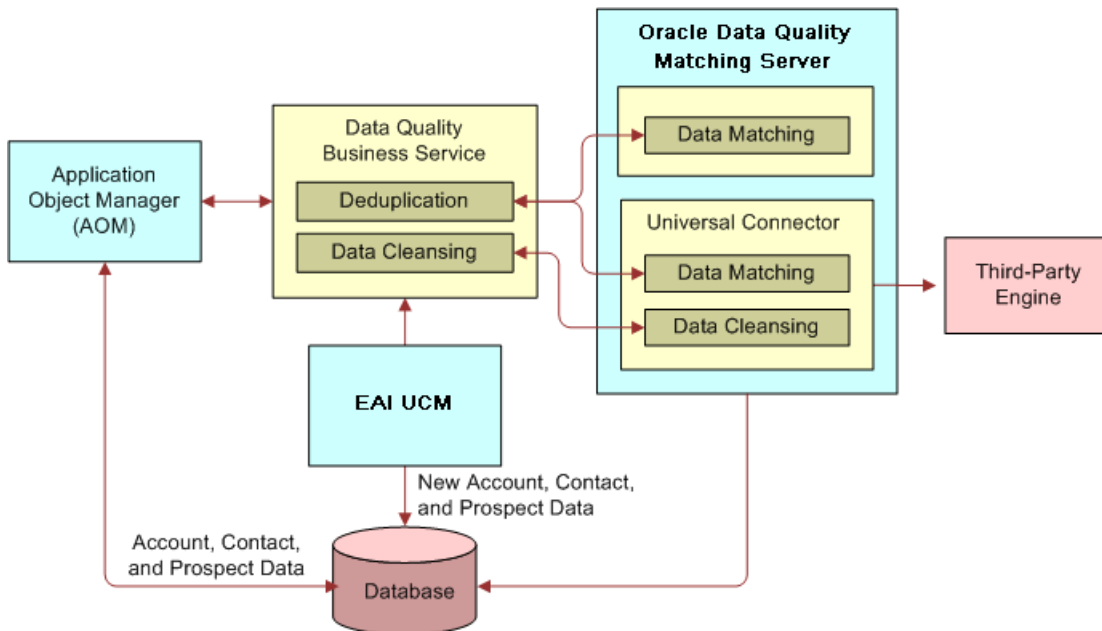 Oracle Data Quality
Matching Server
Data Quality
Business Service
Data Matching
Application
Object Manager
(AOM)
Deduplication
Universal Connector
Data Cleansing
Data Matching
Third-Party
Engine
Data Cleansing
EAI UCM
New Account, Contact,
and Prospect Data
Account, Contact,
and Prospect Data
Database